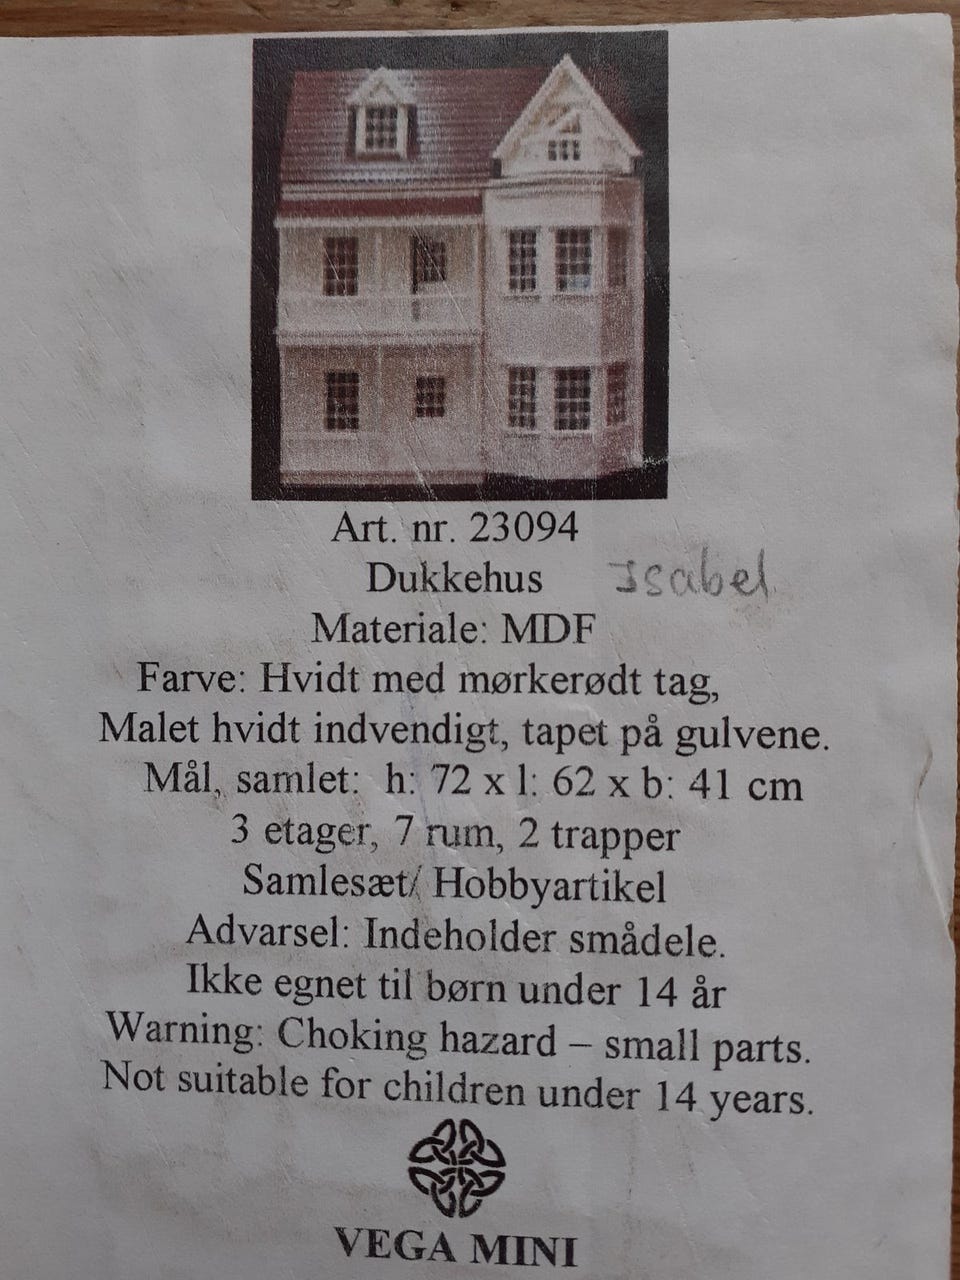 Art. nr. 23094
Dukkehus Isabel
Materiale: MDF
Farve: Hvidt med mørkerødt tag,
Malet hvidt indvendigt, tapet på gulvene.
Mål, samlet: h: 72 x l: 62 x b: 41 cm
3 etager, 7 rum, 2 trapper
Samlesæt/ Hobbyartikel
Advarsel: Indeholder smådele.
Ikke egnet til børn under 14 år
Warning: Choking hazard – small parts.
Not suitable for children under 14 years.
VEGA MINI